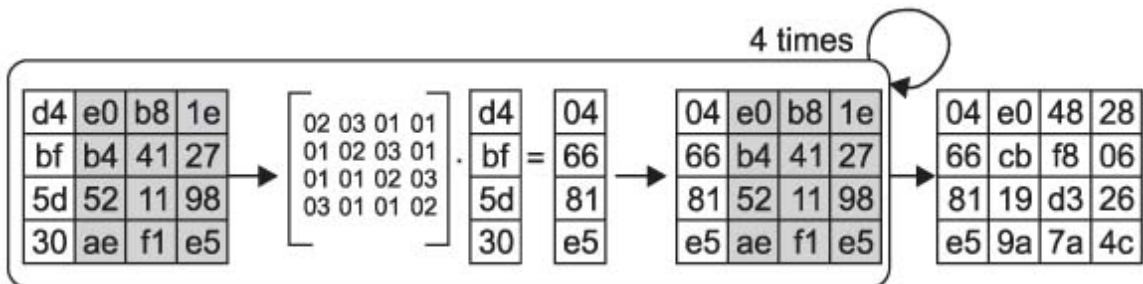 4 times
d4 e0 b8 1e 02 03 01 01 d4 04 04 e0 b8 1e 04 e0 48 28
bf b4 41 27 01 02 03 01 . bf = 66 66 b4 41 27 66 cb f8 06
5d 52 11 98 01 01 02 03 5d 81 81 52 11 98 81 19 d3 26
30 ae f1 e5 03 01 01 02 30 e5 e5 ae f1 e5 e5 9a 7a 4c